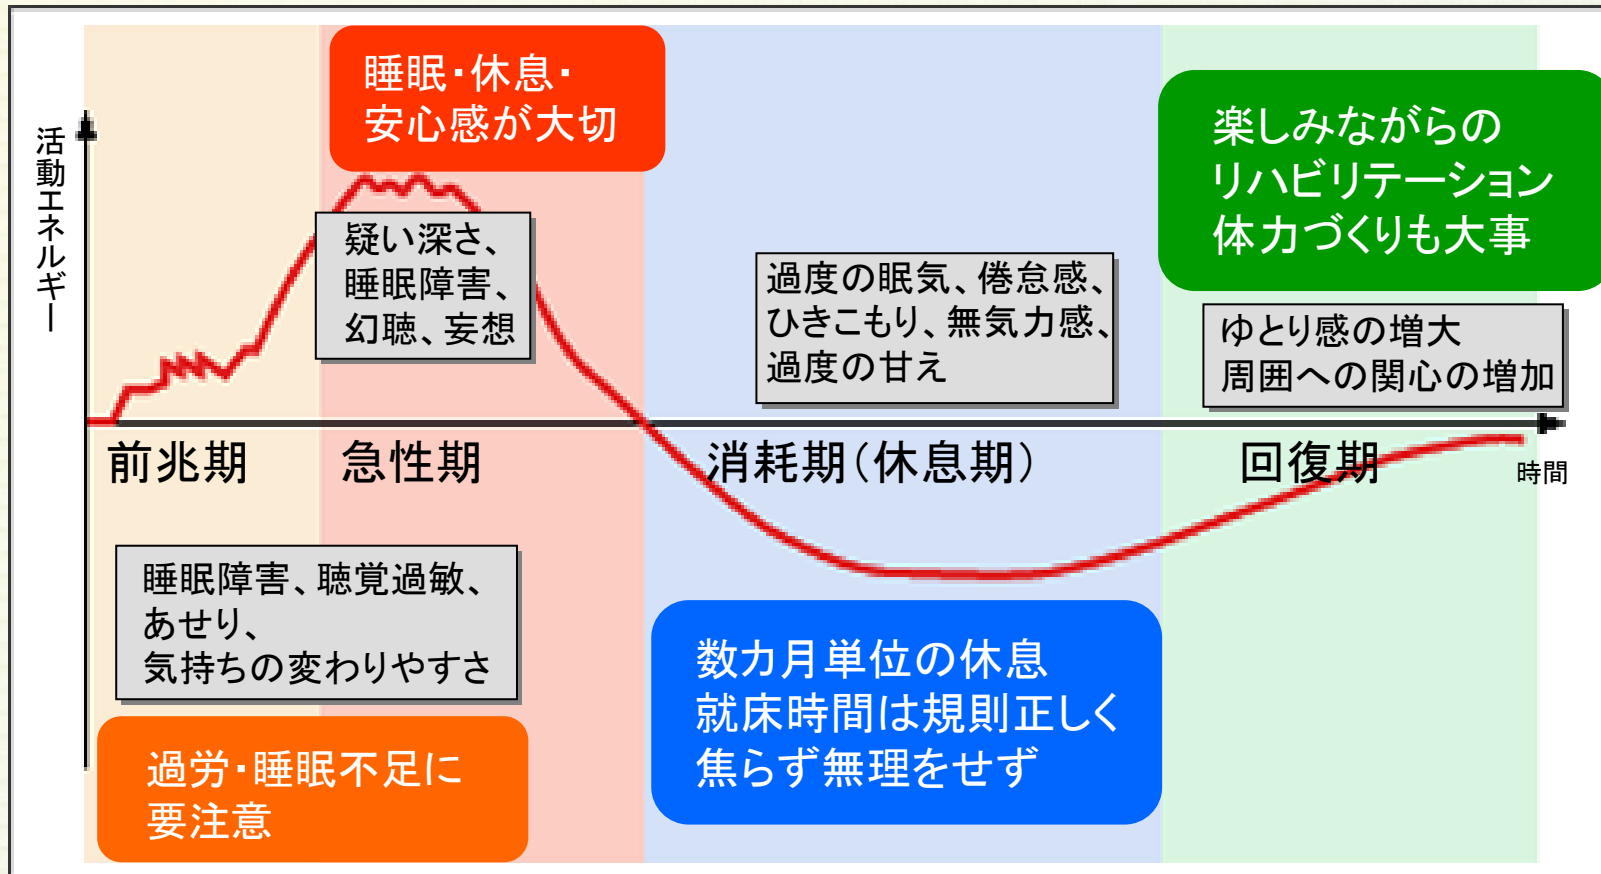 活動エネルギー
睡眠・休息・
安心感が大切
疑い深さ、
睡眠障害、
幻聴、妄想
過度の眠気、倦怠感、
ひきこもり、無気力感、
過度の甘え
楽しみながらの
リハビリテーション
体力づくりも大事
ゆとり感の増大
周囲への関心の増加
前兆期
急性期
消耗期(休息期)
回復期
時間
睡眠障害、聴覚過敏、
あせり、
気持ちの変わりやすさ
過労・睡眠不足に
要注意
数カ月単位の休息
就床時間は規則正しく
焦らず無理をせず